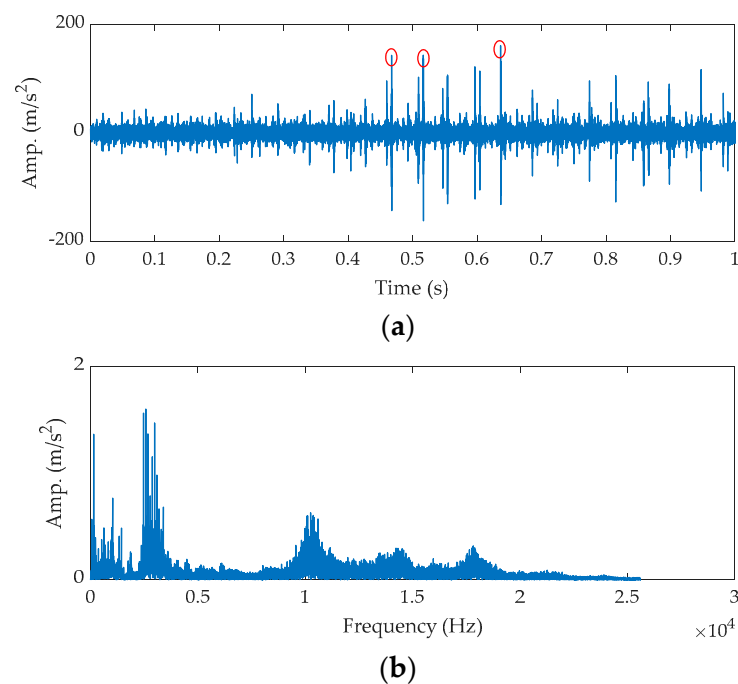 200
0
-200
Amp. (m/s²)
0 0.1 0.2 0.3 0.4 0.5 0.6 0.7 0.8 0.9 1
Time (s)
(a)
2
0
Amp. (m/s²)
0 0.5 1 1.5 2 2.5 3
Frequency (Hz)
×10⁴
(b)